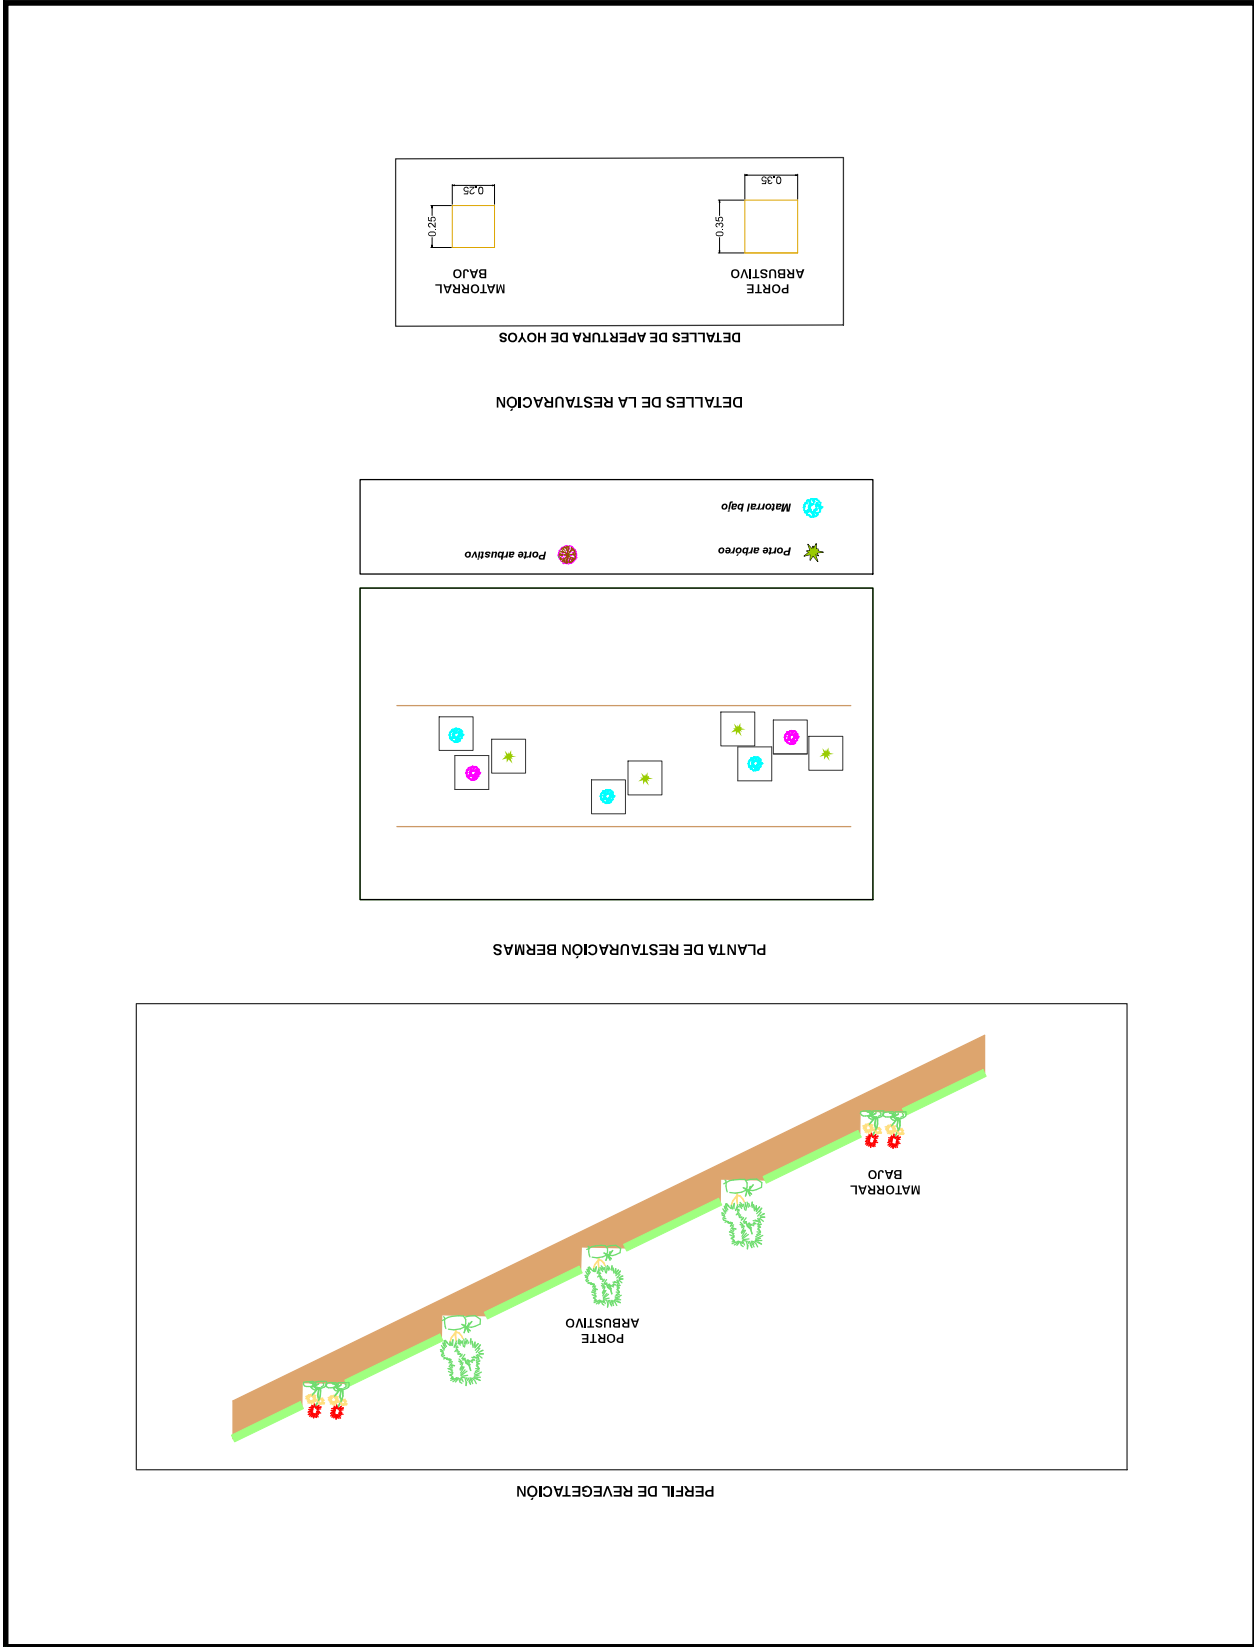 PERFIL DE REVEGETACIÓN
PORTE
ARBUSTIVO
MATORRAL
BAJO
PLANTA DE RESTAURACIÓN BERMAS
Porte arbóreo
Porte arbustivo
Matorral bajo
DETALLES DE LA RESTAURACIÓN
DETALLES DE APERTURA DE HOYOS
PORTE
ARBUSTIVO
0.35
0.35
MATORRAL
BAJO
0.25
0.25